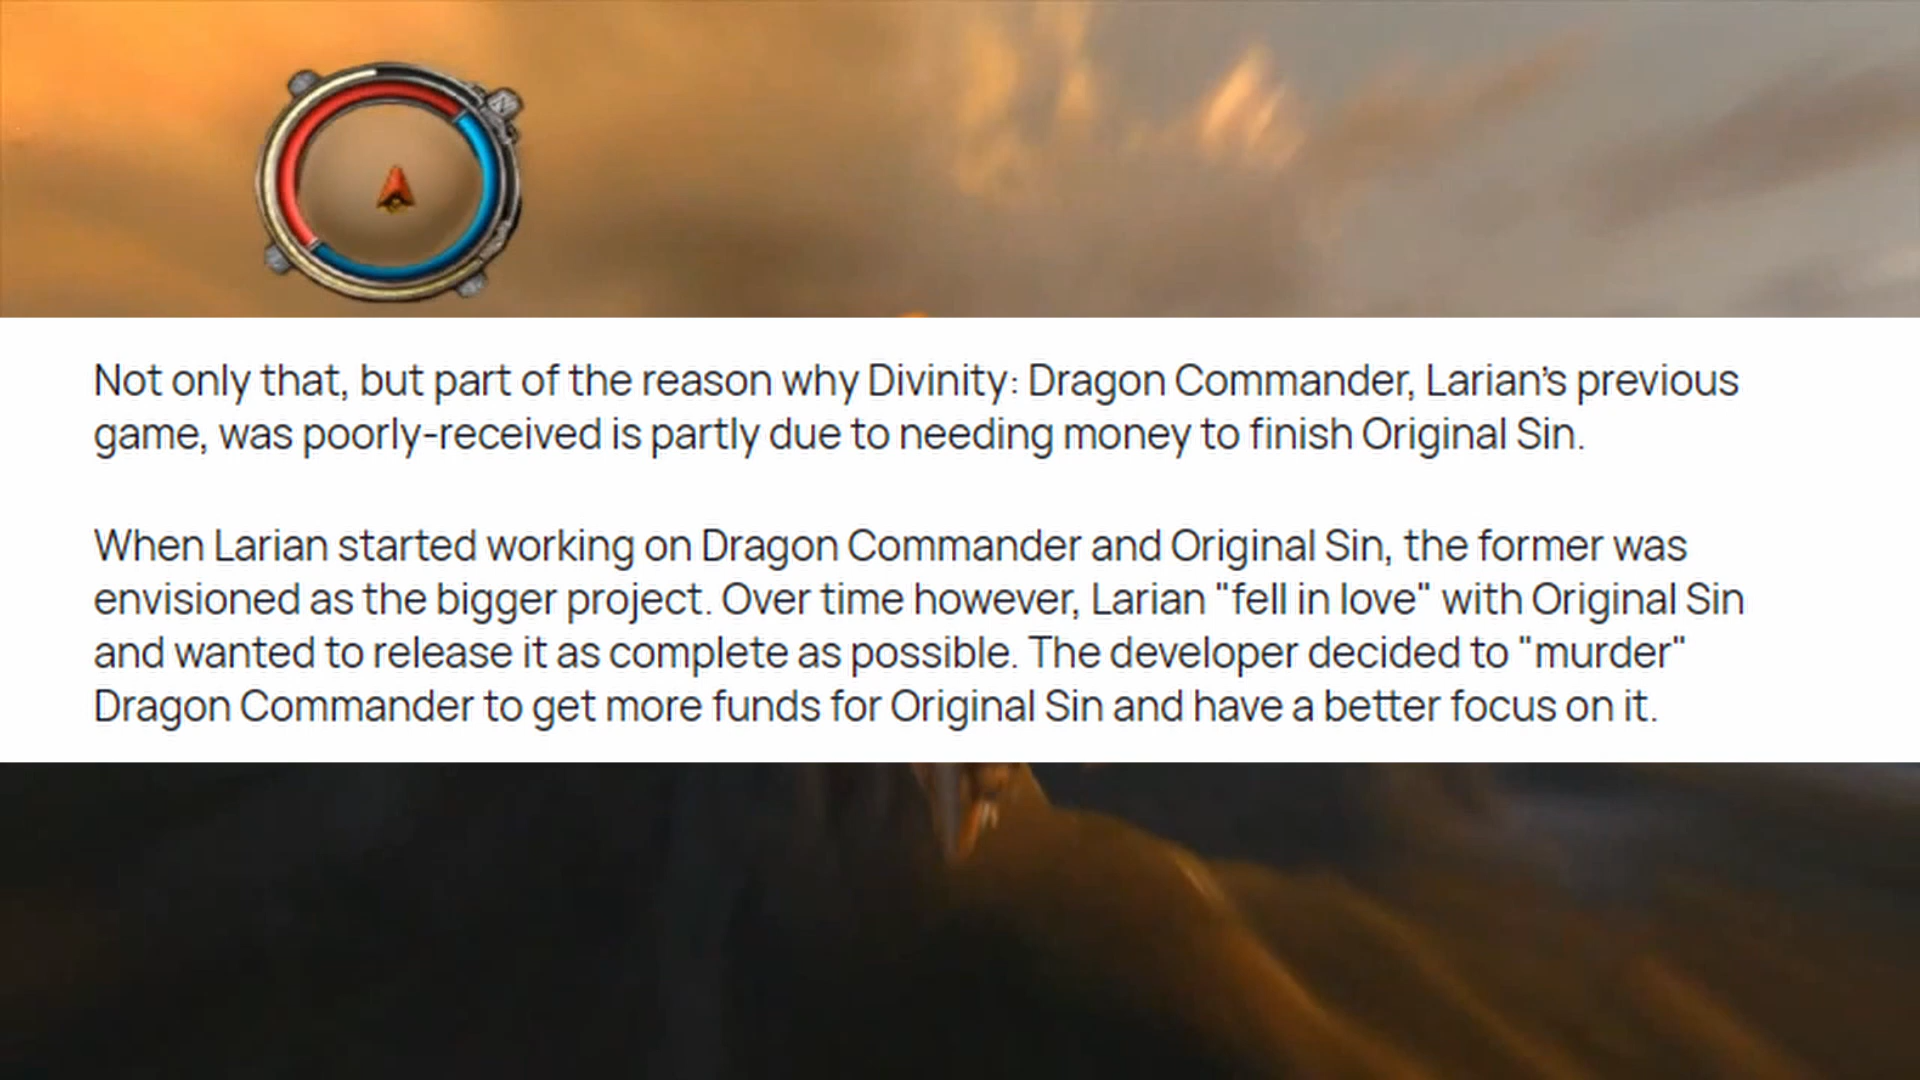 Not only that, but part of the reason why Divinity: Dragon Commander, Larian's previous
game, was poorly-received is partly due to needing money to finish Original Sin.
When Larian started working on Dragon Commander and Original Sin, the former was
envisioned as the bigger project. Over time however, Larian "fell in love" with Original Sin
and wanted to release it as complete as possible. The developer decided to "murder"
Dragon Commander to get more funds for Original Sin and have a better focus on it.